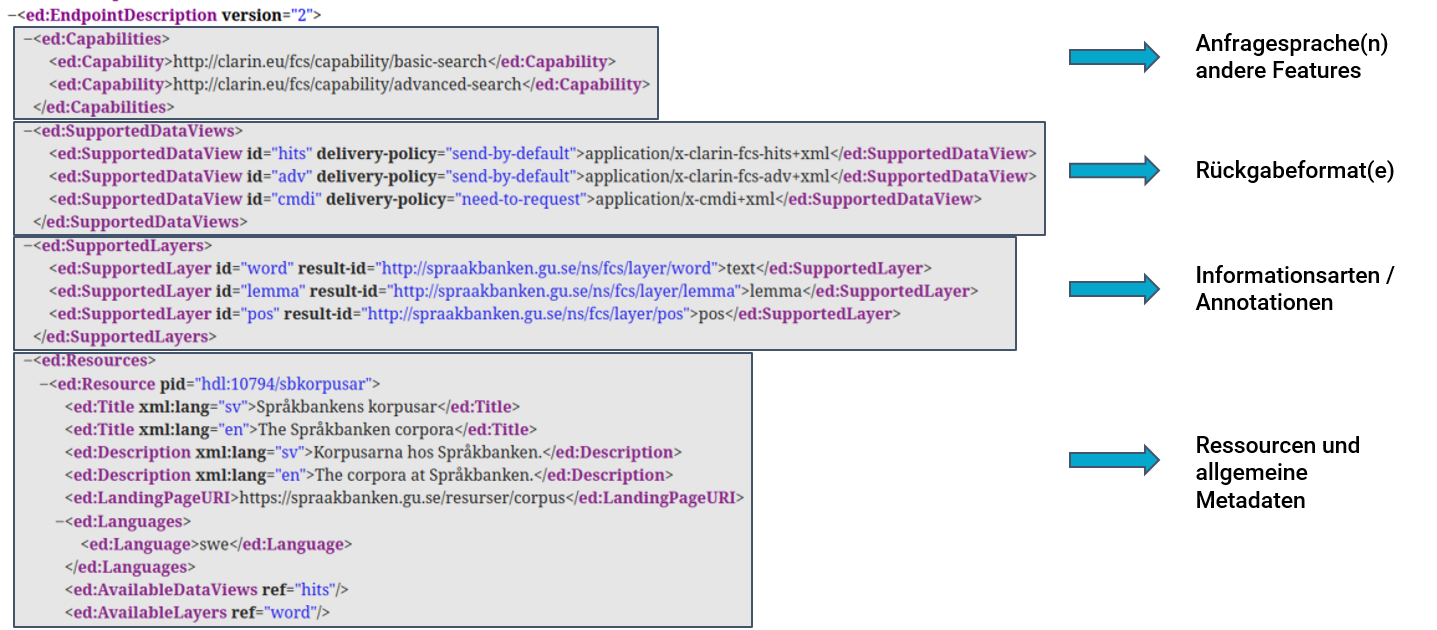 −<ed:EndpointDescription version="2">
−<ed:Capabilities>
<ed:Capability>http://clarin.eu/fcs/capability/basic-search</ed:Capability>
<ed:Capability>http://clarin.eu/fcs/capability/advanced-search</ed:Capability>
</ed:Capabilities>
Anfragesprache(n)
andere Features
−<ed:SupportedDataViews>
<ed:SupportedDataView id="hits" delivery-policy="send-by-default">application/x-clarin-fcs-hits+xml</ed:SupportedDataView>
<ed:SupportedDataView id="adv" delivery-policy="send-by-default">application/x-clarin-fcs-adv+xml</ed:SupportedDataView>
<ed:SupportedDataView id="cmdi" delivery-policy="need-to-request">application/x-cmdi+xml</ed:SupportedDataView>
</ed:SupportedDataViews>
Rückgabeformat(e)
−<ed:SupportedLayers>
<ed:SupportedLayer id="word" result-id="http://spraakbanken.gu.se/ns/fcs/layer/word">text</ed:SupportedLayer>
<ed:SupportedLayer id="lemma" result-id="http://spraakbanken.gu.se/ns/fcs/layer/lemma">lemma</ed:SupportedLayer>
<ed:SupportedLayer id="pos" result-id="http://spraakbanken.gu.se/ns/fcs/layer/pos">pos</ed:SupportedLayer>
</ed:SupportedLayers>
Informationsarten /
Annotationen
−<ed:Resources>
−<ed:Resource pid="hdl:10794/sbkorpusar">
<ed:Title xml:lang="sv">Språkbankens korpusar</ed:Title>
<ed:Title xml:lang="en">The Språkbanken corpora</ed:Title>
<ed:Description xml:lang="sv">Korpusarna hos Språkbanken.</ed:Description>
<ed:Description xml:lang="en">The corpora at Språkbanken.</ed:Description>
<ed:LandingPageURI>https://spraakbanken.gu.se/resurser/corpus</ed:LandingPageURI>
−<ed:Languages>
<ed:Language>swe</ed:Language>
</ed:Languages>
<ed:AvailableDataViews ref="hits"/>
<ed:AvailableLayers ref="word"/>
Ressourcen und
allgemeine
Metadaten